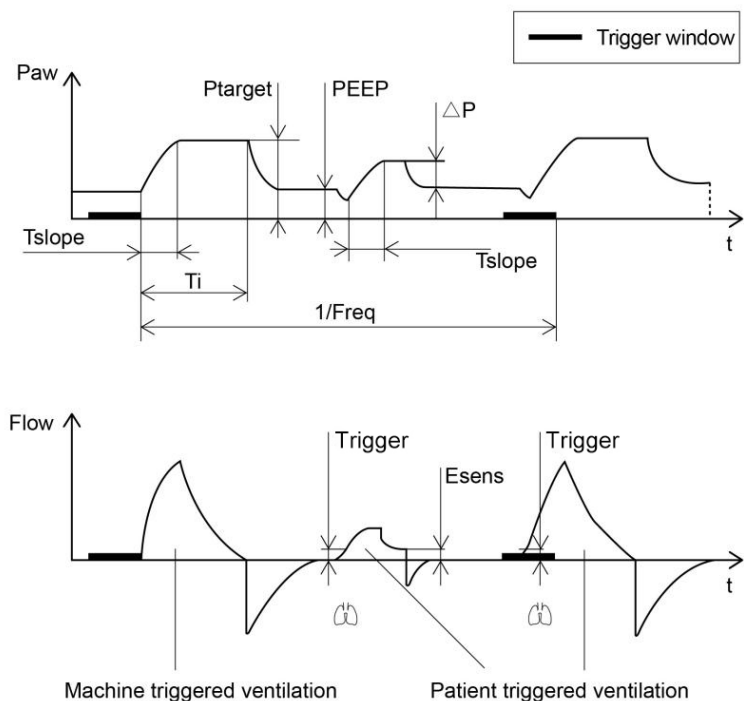 Trigger window
Paw
Ptarget
PEEP
△P
Tslope
Tslope
t
Ti
1/Freq
Flow
Trigger
Trigger
Esens
t
Machine triggered ventilation
Patient triggered ventilation